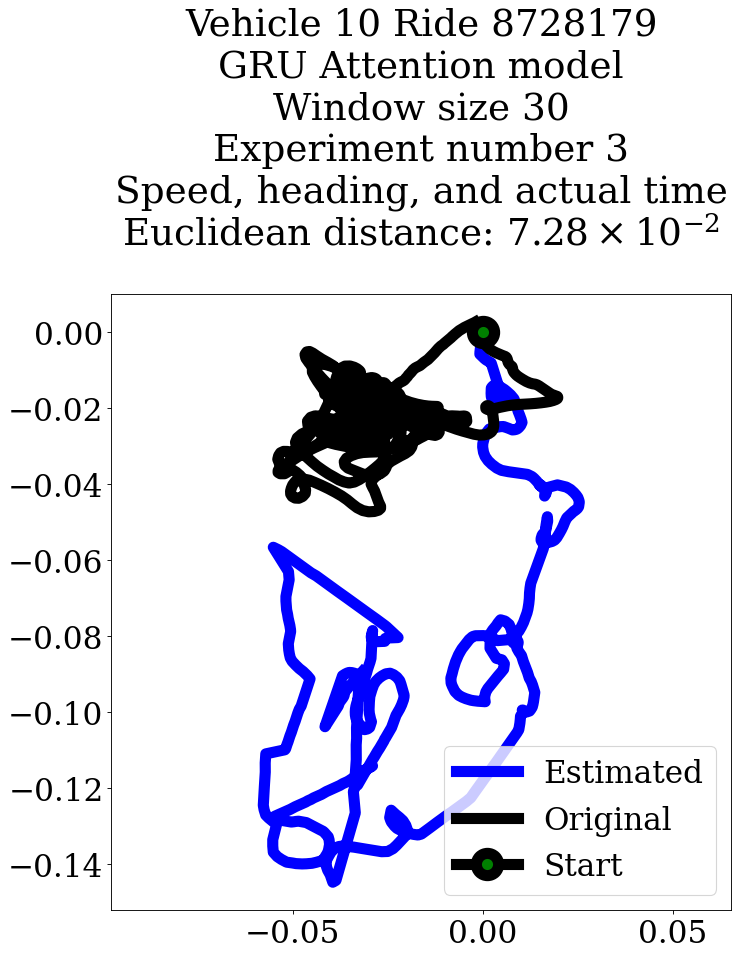 Vehicle 10 Ride 8728179
GRU Attention model
Window size 30
Experiment number 3
Speed, heading, and actual time
Euclidean distance: 7.28 × 10⁻²
0.00
−0.02
−0.04
−0.06
−0.08
−0.10
−0.12
−0.14
Estimated
Original
Start
−0.05
0.00
0.05